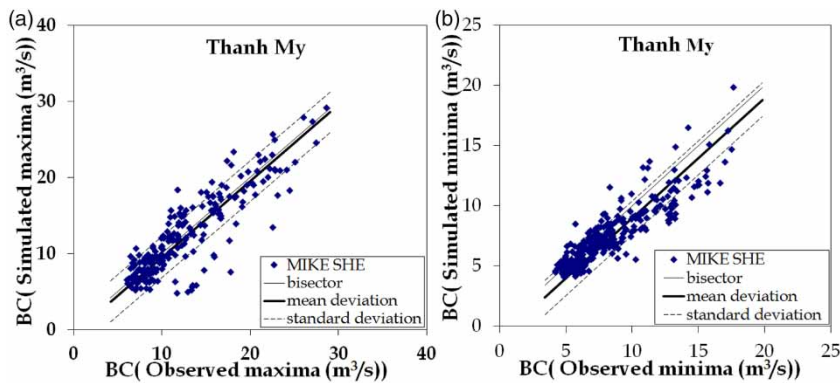 (a)
Thanh My
BC( Simulated maxima (m³/s))
40
30
20
10
0
0 10 20 30 40
BC( Observed maxima (m³/s))
MIKE SHE
bisector
mean deviation
standard deviation
(b)
Thanh My
BC( Simulated minima (m³/s))
25
20
15
10
5
0
0 5 10 15 20 25
BC( Observed minima (m³/s))
MIKE SHE
bisector
mean deviation
standard deviation